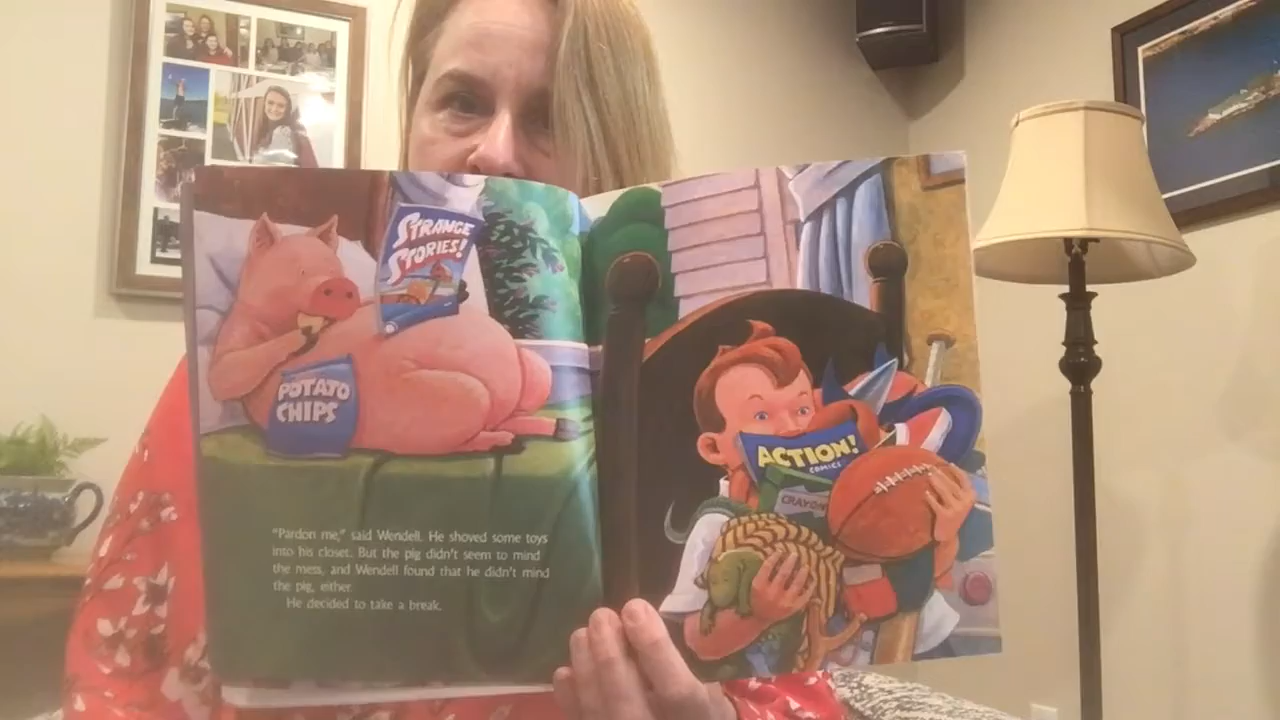 STRANGE
STORIES!
POTATO
CHIPS
"Pardon me," said Wendell. He shoved some toys
into his closet. But the pig didn't seem to mind
the mess, and Wendell found that he didn't mind
the pig, either.
He decided to take a break.
ACTION!
COMICS
CRAYONS